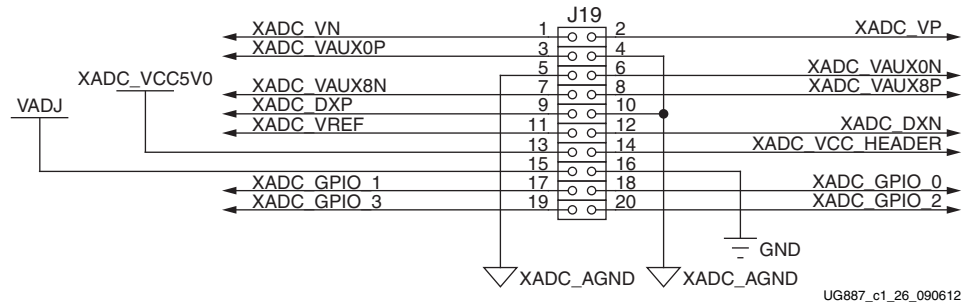 J19
XADC_VN 1 2 XADC_VP
XADC_VAUX0P 3 4
5 6 XADC_VAUX0N
XADC_VCC5V0
XADC_VAUX8N 7 8 XADC_VAUX8P
VADJ
XADC_DXP 9 10
XADC_VREF 11 12 XADC_DXN
13 14 XADC_VCC_HEADER
15 16
XADC_GPIO_1 17 18 XADC_GPIO_0
XADC_GPIO_3 19 20 XADC_GPIO_2
GND
XADC_AGND XADC_AGND
UG887_c1_26_090612